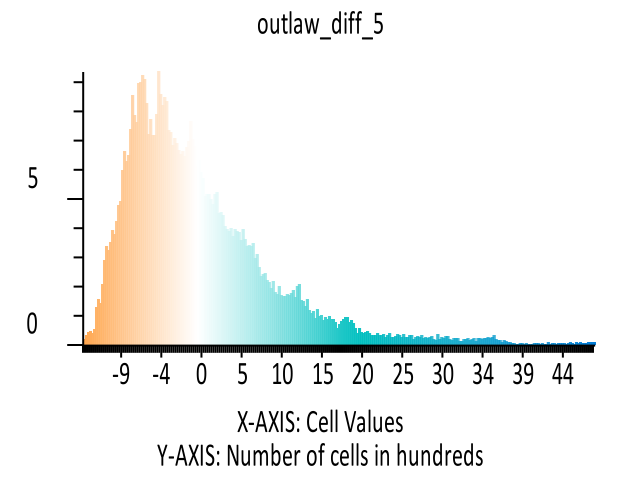 outlaw_diff_5
5
0
-9 -4 0 5 10 15 20 25 30 34 39 44
X-AXIS: Cell Values
Y-AXIS: Number of cells in hundreds